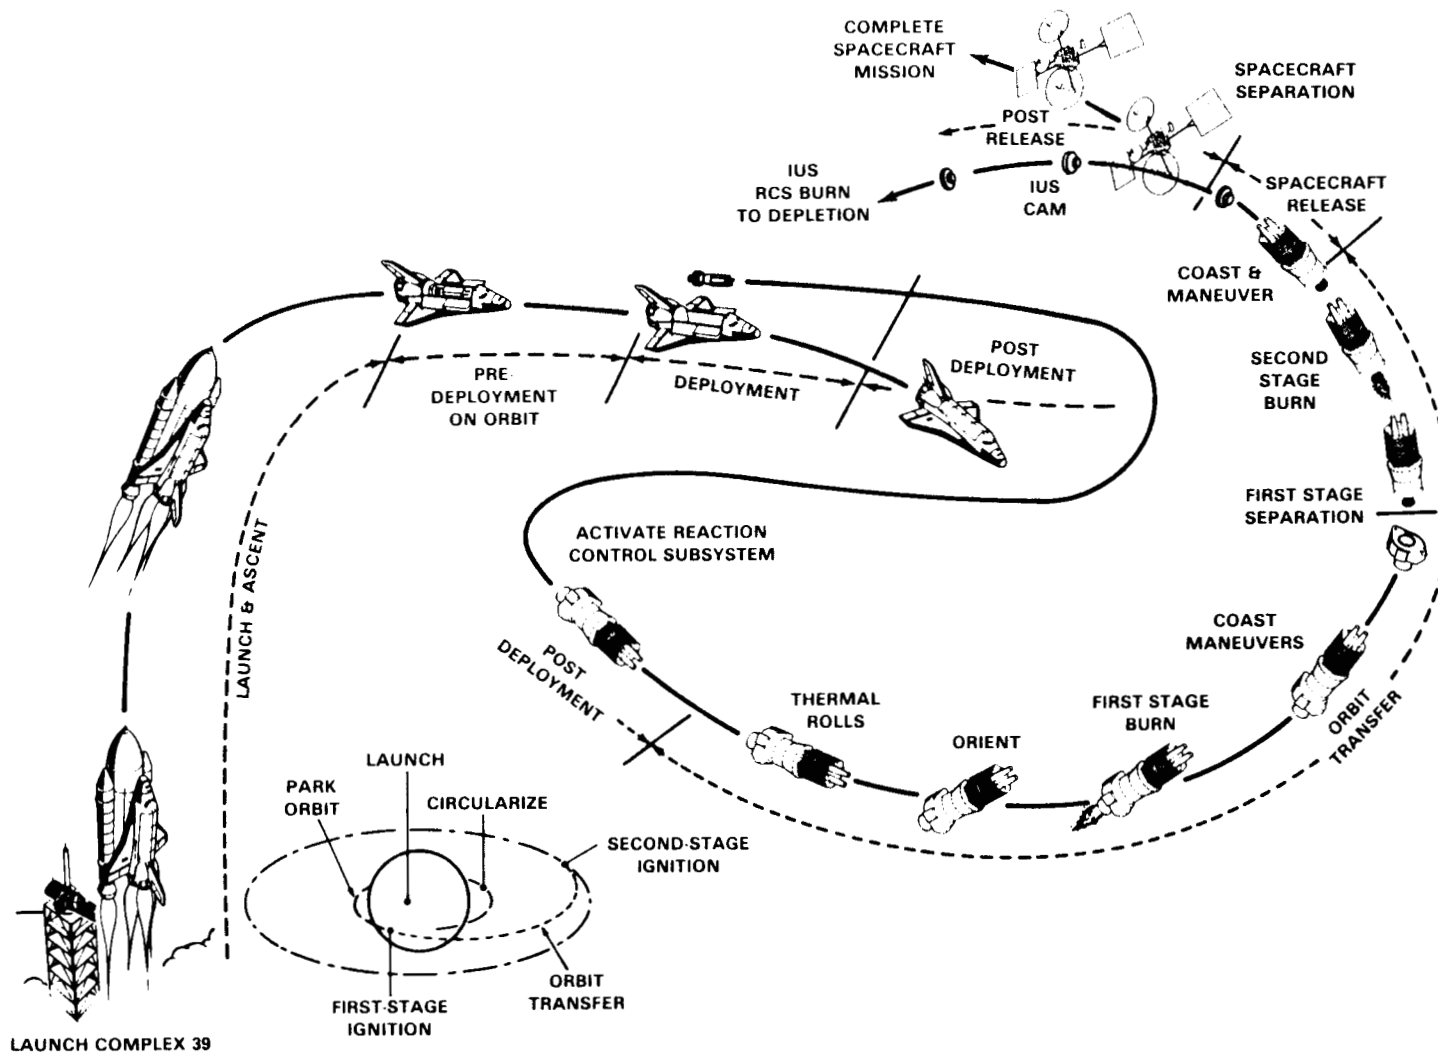 COMPLETE
SPACECRAFT
MISSION
SPACECRAFT
SEPARATION
POST
RELEASE
IUS
RCS BURN
TO DEPLETION
IUS
CAM
SPACECRAFT
RELEASE
COAST &
MANEUVER
SECOND
STAGE
BURN
PRE-
DEPLOYMENT
ON ORBIT
DEPLOYMENT
POST
DEPLOYMENT
FIRST STAGE
SEPARATION
ACTIVATE REACTION
CONTROL SUBSYSTEM
LAUNCH & ASCENT
POST
DEPLOYMENT
COAST
MANEUVERS
THERMAL
ROLLS
ORIENT
FIRST STAGE
BURN
ORBIT
TRANSFER
LAUNCH
PARK
ORBIT
CIRCULARIZE
SECOND-STAGE
IGNITION
ORBIT
TRANSFER
FIRST-STAGE
IGNITION
LAUNCH COMPLEX 39